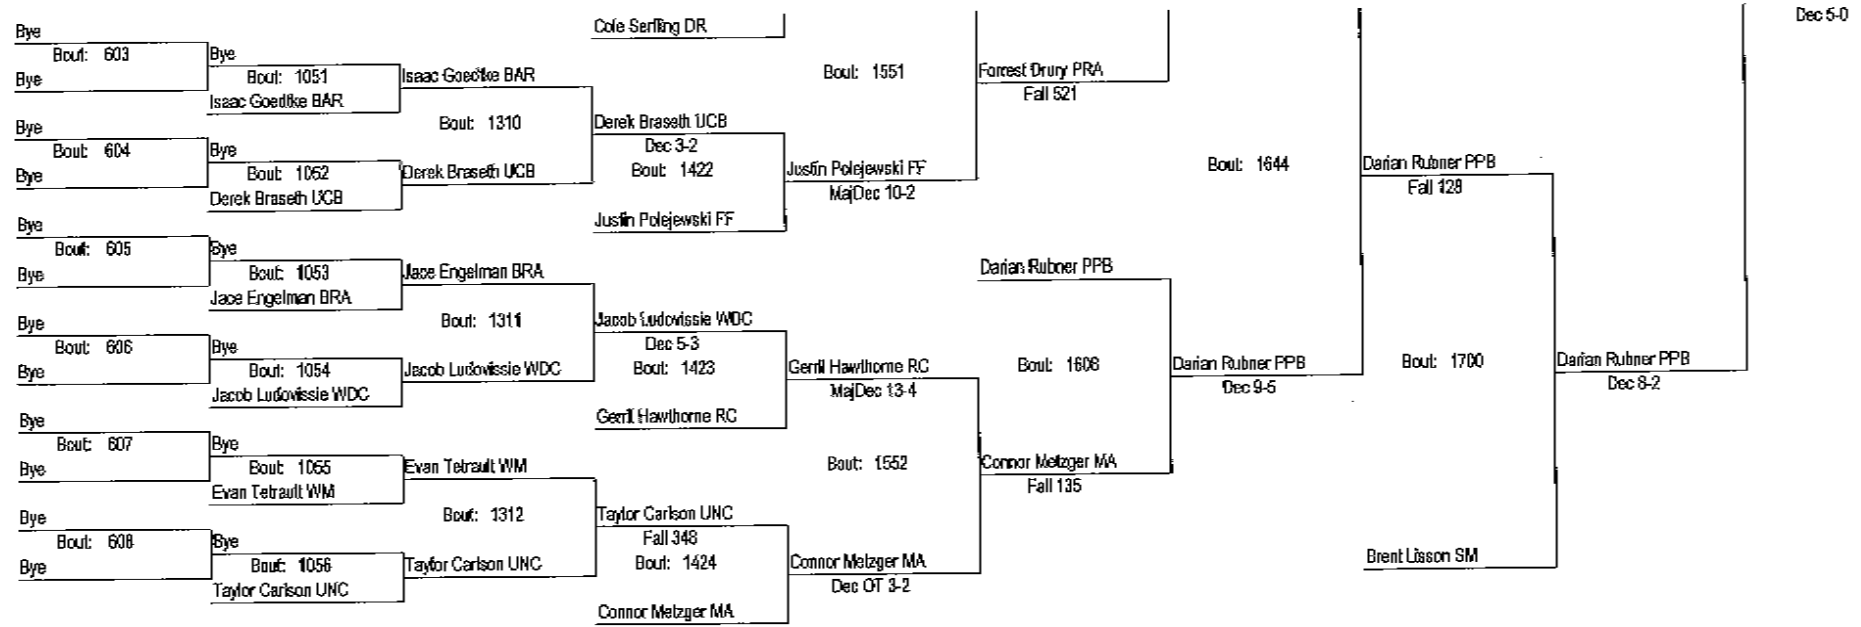 Bye
Bout: 603
Bye
Bye
Bout: 604
Bye
Bye
Bout: 605
Bye
Bye
Bout: 606
Bye
Bye
Bout: 607
Bye
Bye
Bout: 608
Bye
Bye
Bout: 1051
Isaac Goedtke BAR
Bye
Bout: 1052
Derek Braseth UCB
Bye
Bout: 1053
Jace Engelman BRA
Bye
Bout: 1054
Jacob Ludovissie WDC
Bye
Bout: 1055
Evan Tetrault WM
Bye
Bout: 1056
Taylor Carlson UNC
Isaac Goedtke BAR
Bout: 1310
Derek Braseth UCB
Jace Engelman BRA
Bout: 1311
Jacob Ludovissie WDC
Evan Tetrault WM
Bout: 1312
Taylor Carlson UNC
Cole Sertling DR
Derek Braseth UCB
Dec 3-2
Bout: 1422
Justin Polejewski FF
Jacob Ludovissie WDC
Dec 5-3
Bout: 1423
Gerril Hawthorne RC
Taylor Carlson UNC
Fall 348
Bout: 1424
Connor Metzger MA
Bout: 1551
Justin Polejewski FF
MajDec 10-2
Gerril Hawthorne RC
MajDec 13-4
Bout: 1552
Connor Metzger MA
Dec OT 3-2
Forrest Drury PRA
Fall 521
Darian Rubner PPB
Bout: 1608
Connor Metzger MA
Fall 135
Bout: 1644
Darian Rubner PPB
Dec 9-5
Darian Rubner PPB
Fall 128
Bout: 1700
Brent Lisson SM
Darian Rubner PPB
Dec 8-2
Dec 5-0